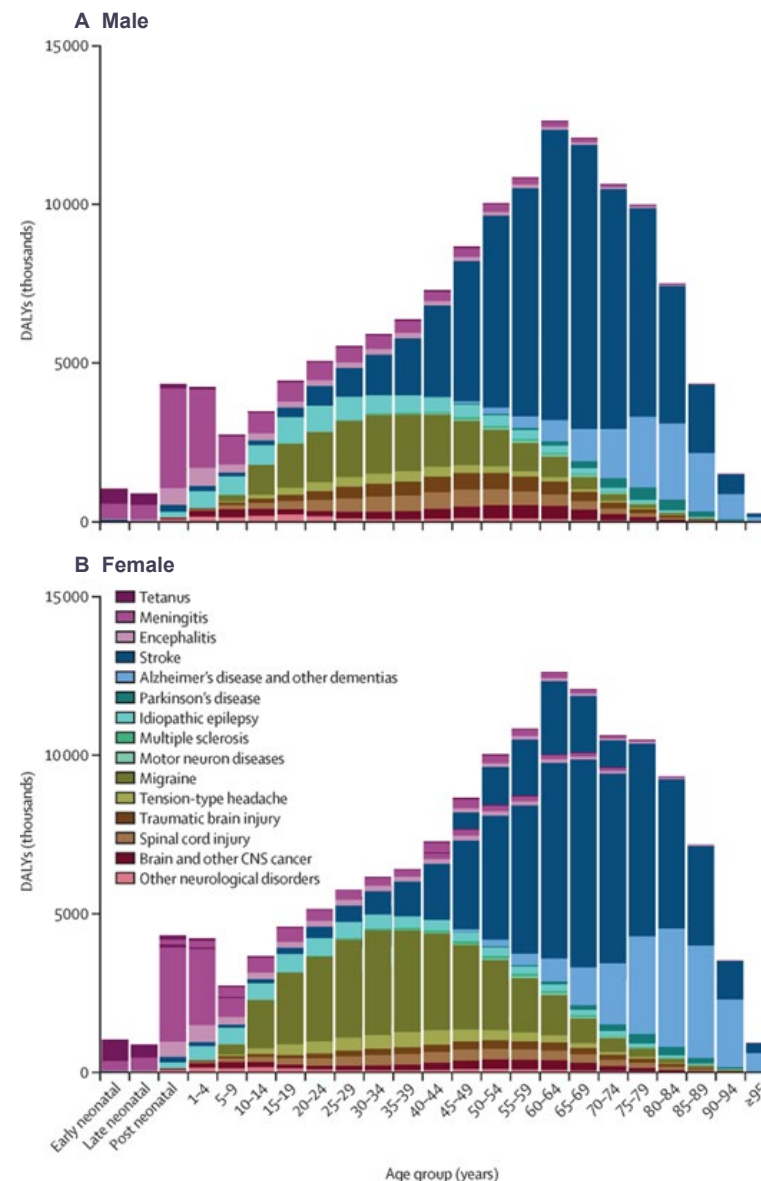 A Male
15000
10000
5000
0
DALYs (thousands)
B Female
15000
10000
5000
0
DALYs (thousands)
Tetanus
Meningitis
Encephalitis
Stroke
Alzheimer's disease and other dementias
Parkinson's disease
Idiopathic epilepsy
Multiple sclerosis
Motor neuron diseases
Migraine
Tension-type headache
Traumatic brain injury
Spinal cord injury
Brain and other CNS cancer
Other neurological disorders
Early neonatal
Late neonatal
Post neonatal
1–4
5–9
10–14
15–19
20–24
25–29
30–34
35–39
40–44
45–49
50–54
55–59
60–64
65–69
70–74
75–79
80–84
85–89
90–94
≥95
Age group (years)